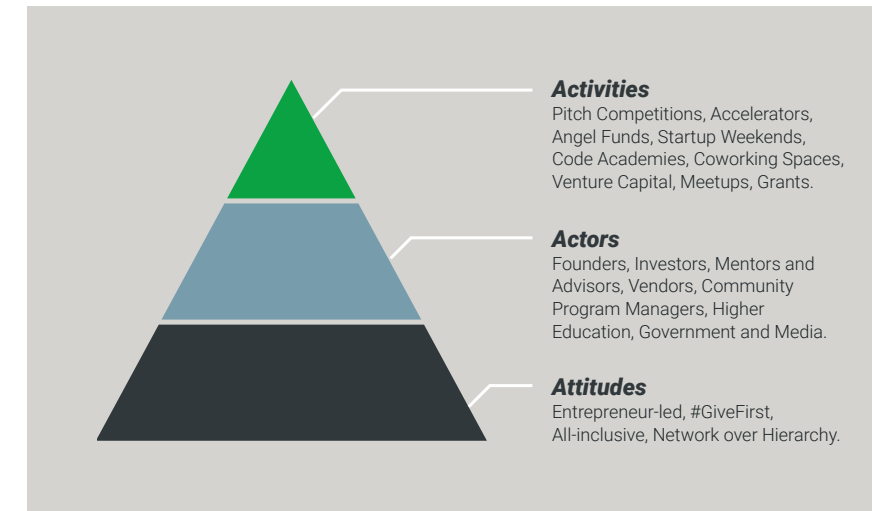 Activities
Pitch Competitions, Accelerators,
Angel Funds, Startup Weekends,
Code Academies, Coworking Spaces,
Venture Capital, Meetups, Grants.
Actors
Founders, Investors, Mentors and
Advisors, Vendors, Community
Program Managers, Higher
Education, Government and Media.
Attitudes
Entrepreneur-led, #GiveFirst,
All-inclusive, Network over Hierarchy.